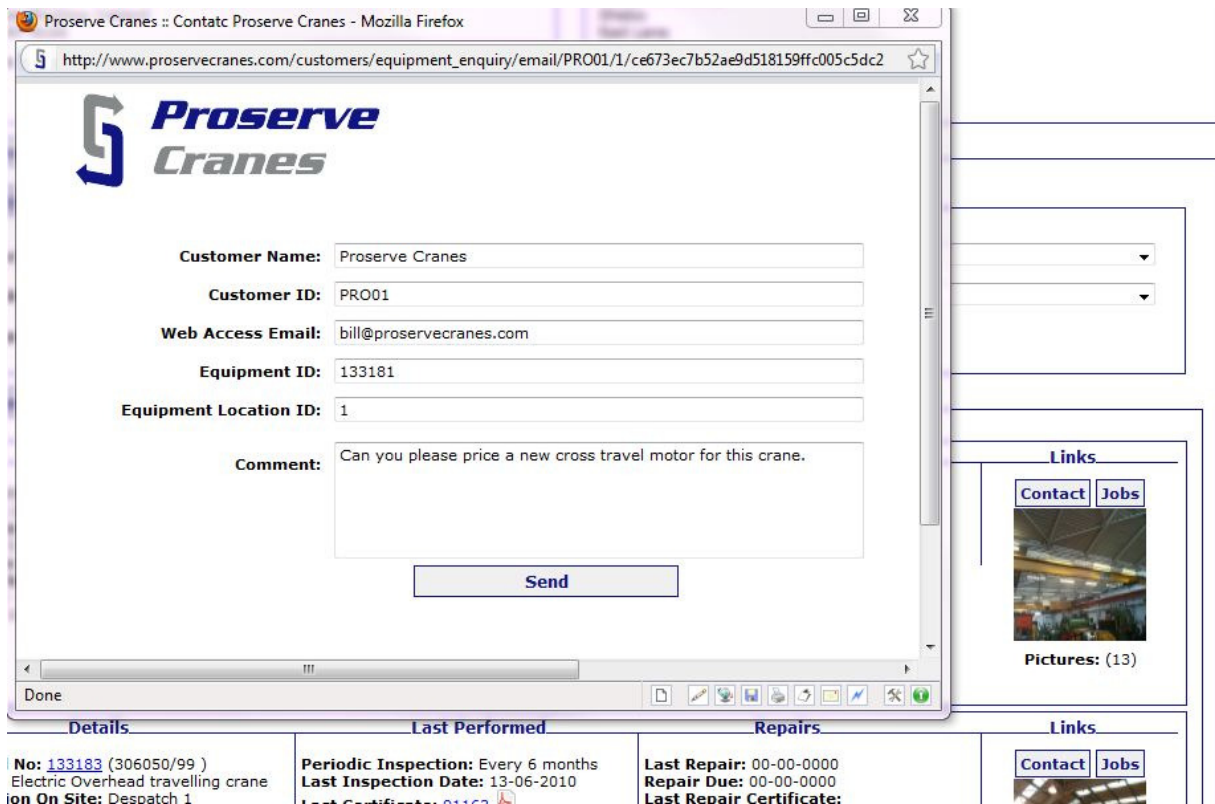 Proserve Cranes :: Contatc Proserve Cranes - Mozilla Firefox
http://www.proservecranes.com/customers/equipment_enquiry/email/PRO01/1/ce673ec7b52ae9d518159ffc005c5dc2
Proserve
Cranes
Customer Name: Proserve Cranes
Customer ID: PRO01
Web Access Email: bill@proservecranes.com
Equipment ID: 133181
Equipment Location ID: 1
Comment: Can you please price a new cross travel motor for this crane.
Send
Done
Links
Contact Jobs
Pictures: (13)
Details Last Performed Repairs Links
No: 133183 (306050/99 ) Periodic Inspection: Every 6 months Last Repair: 00-00-0000 Contact Jobs
Electric Overhead travelling crane Last Inspection Date: 13-06-2010 Repair Due: 00-00-0000
ion On Site: Despatch 1 Last Certificate: 01163 Last Repair Certificate: